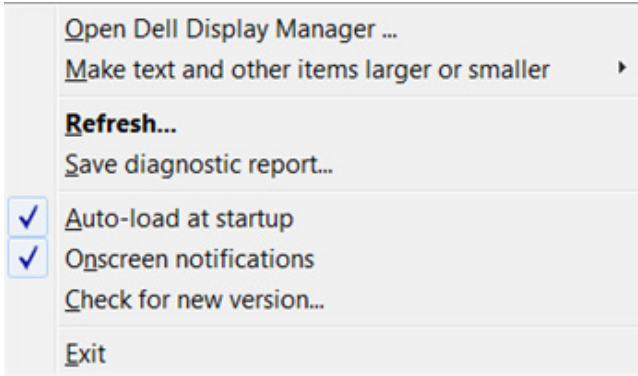 Open Dell Display Manager ...
Make text and other items larger or smaller
Refresh...
Save diagnostic report...
Auto-load at startup
Onscreen notifications
Check for new version...
Exit